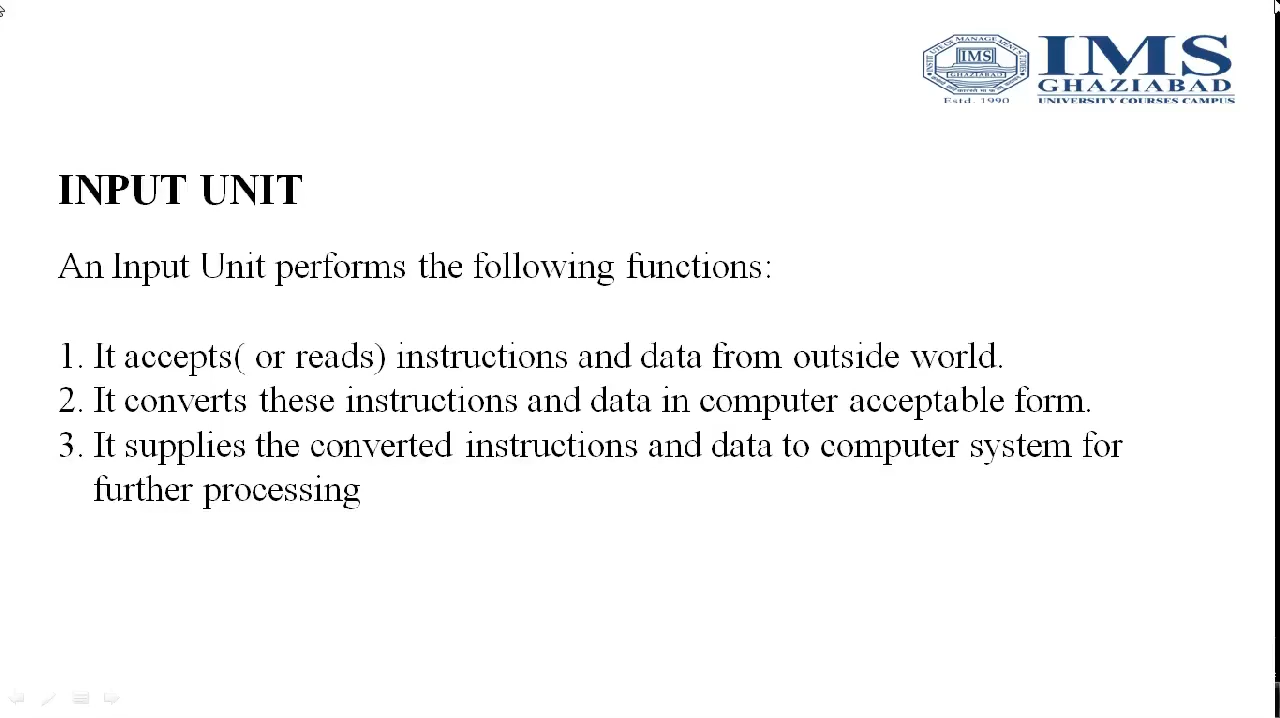 IMS
GHAZIABAD
UNIVERSITY COURSES CAMPUS
IMS
GHAZIABAD
Estd. 1990
INPUT UNIT
An Input Unit performs the following functions:
1. It accepts( or reads) instructions and data from outside world.
2. It converts these instructions and data in computer acceptable form.
3. It supplies the converted instructions and data to computer system for
further processing